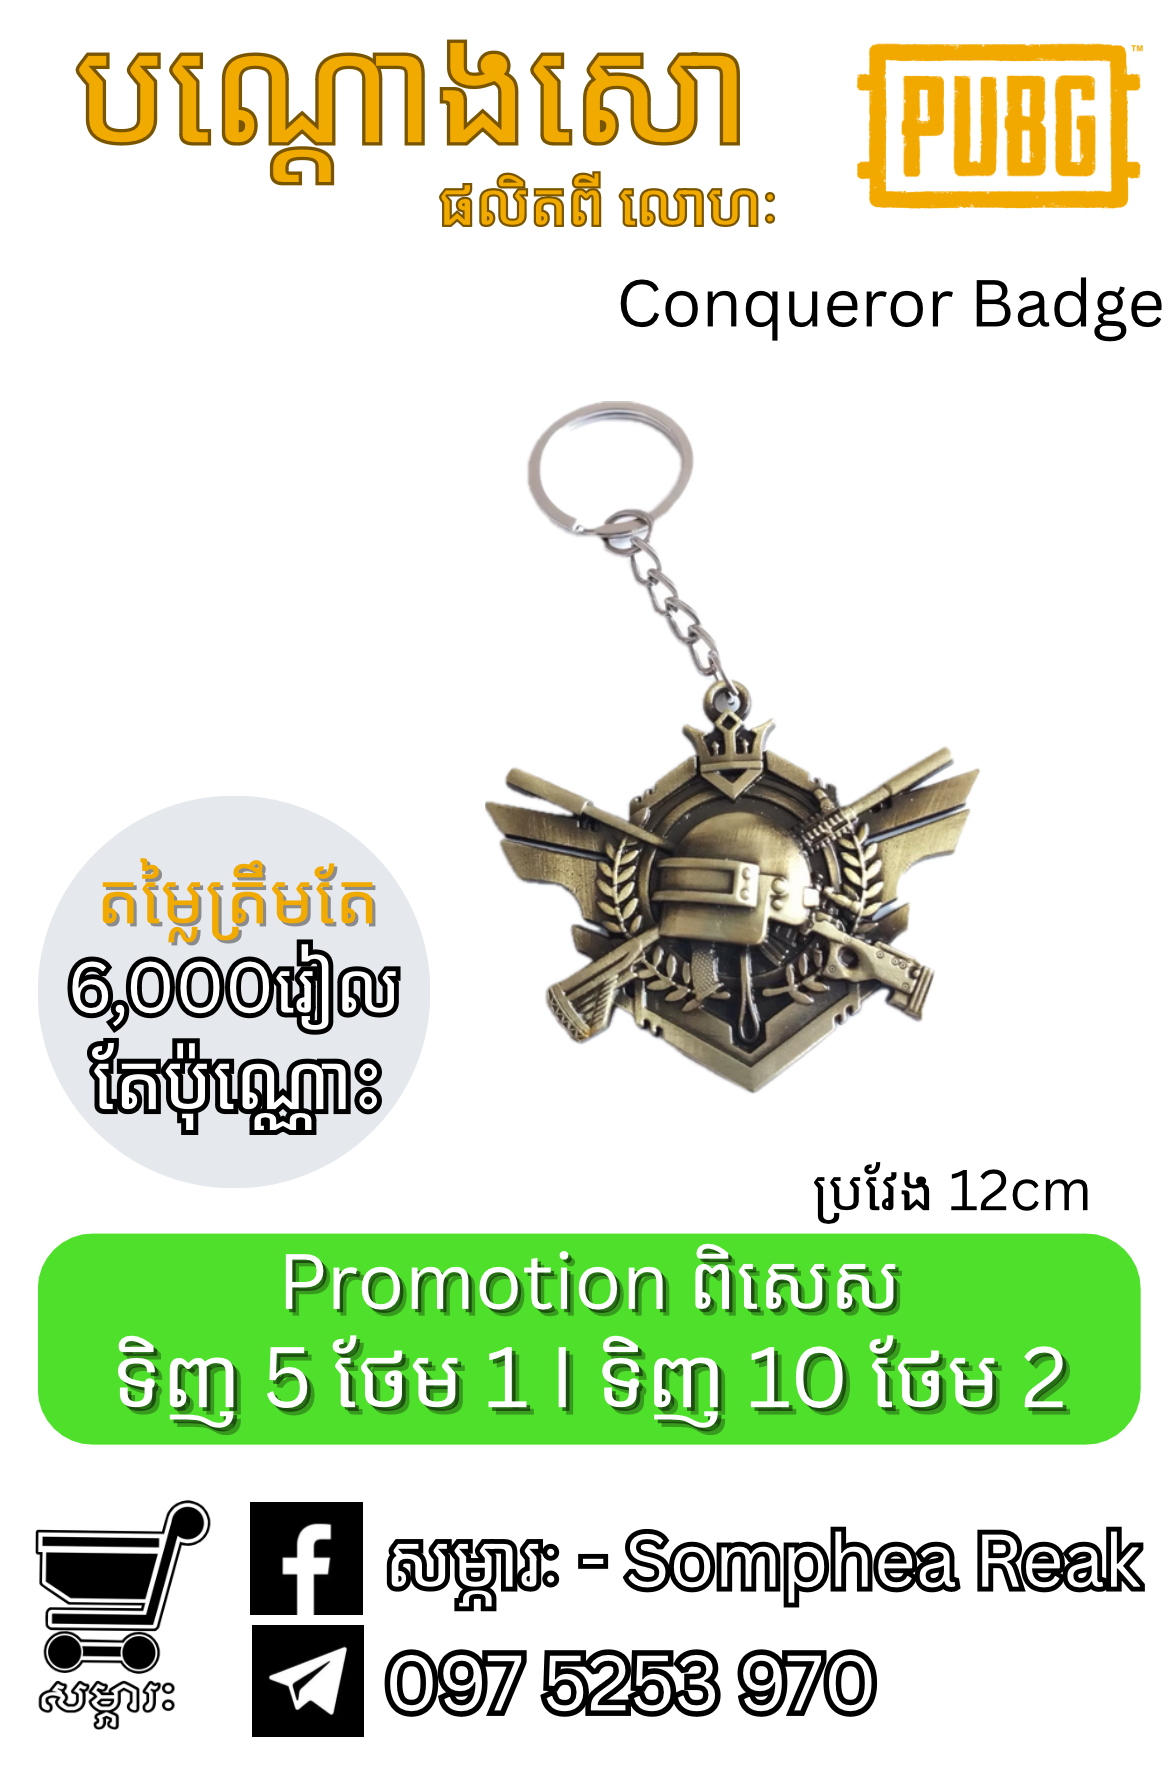 បណ្ដោងសោ
PUBG
™
ផលិតពី លោហៈ
Conqueror Badge
តម្លៃត្រឹមតែ
6,000រៀល
តែប៉ុណ្ណោះ
ប្រវែង 12cm
Promotion ពិសេស
ទិញ 5 ថែម 1 | ទិញ 10 ថែម 2
សម្ភារៈ - Somphea Reak
097 5253 970
សម្ភារៈ